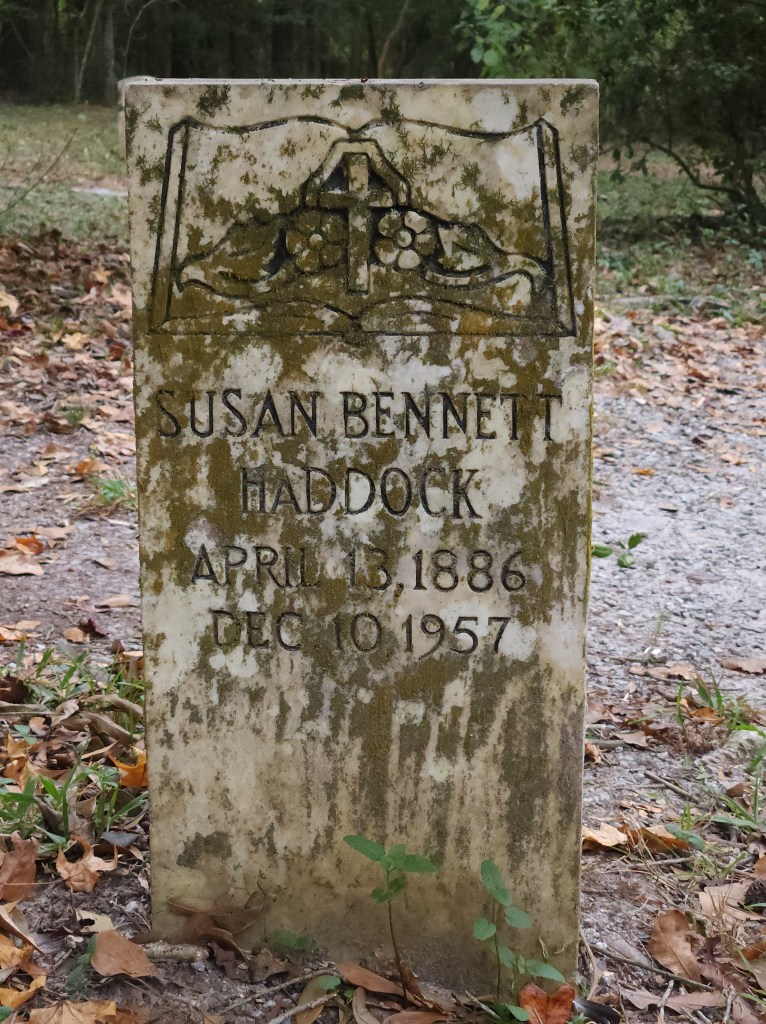 SUSAN BENNETT
HADDOCK
APRIL 13, 1886
DEC 10 1957